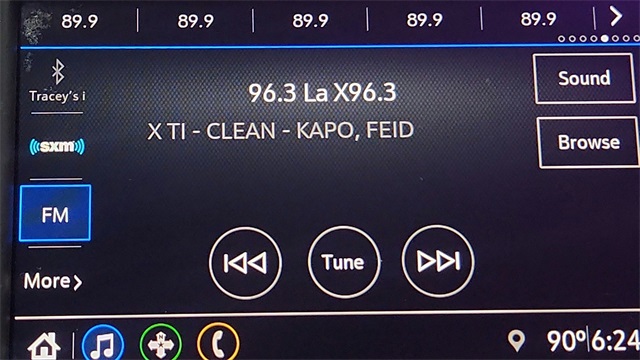 89.9 89.9 89.9 89.9 89.9
Tracey's i
96.3 La X96.3
Sound
X TI - CLEAN - KAPO, FEID
sxm
Browse
FM
Tune
More
90° 6:24